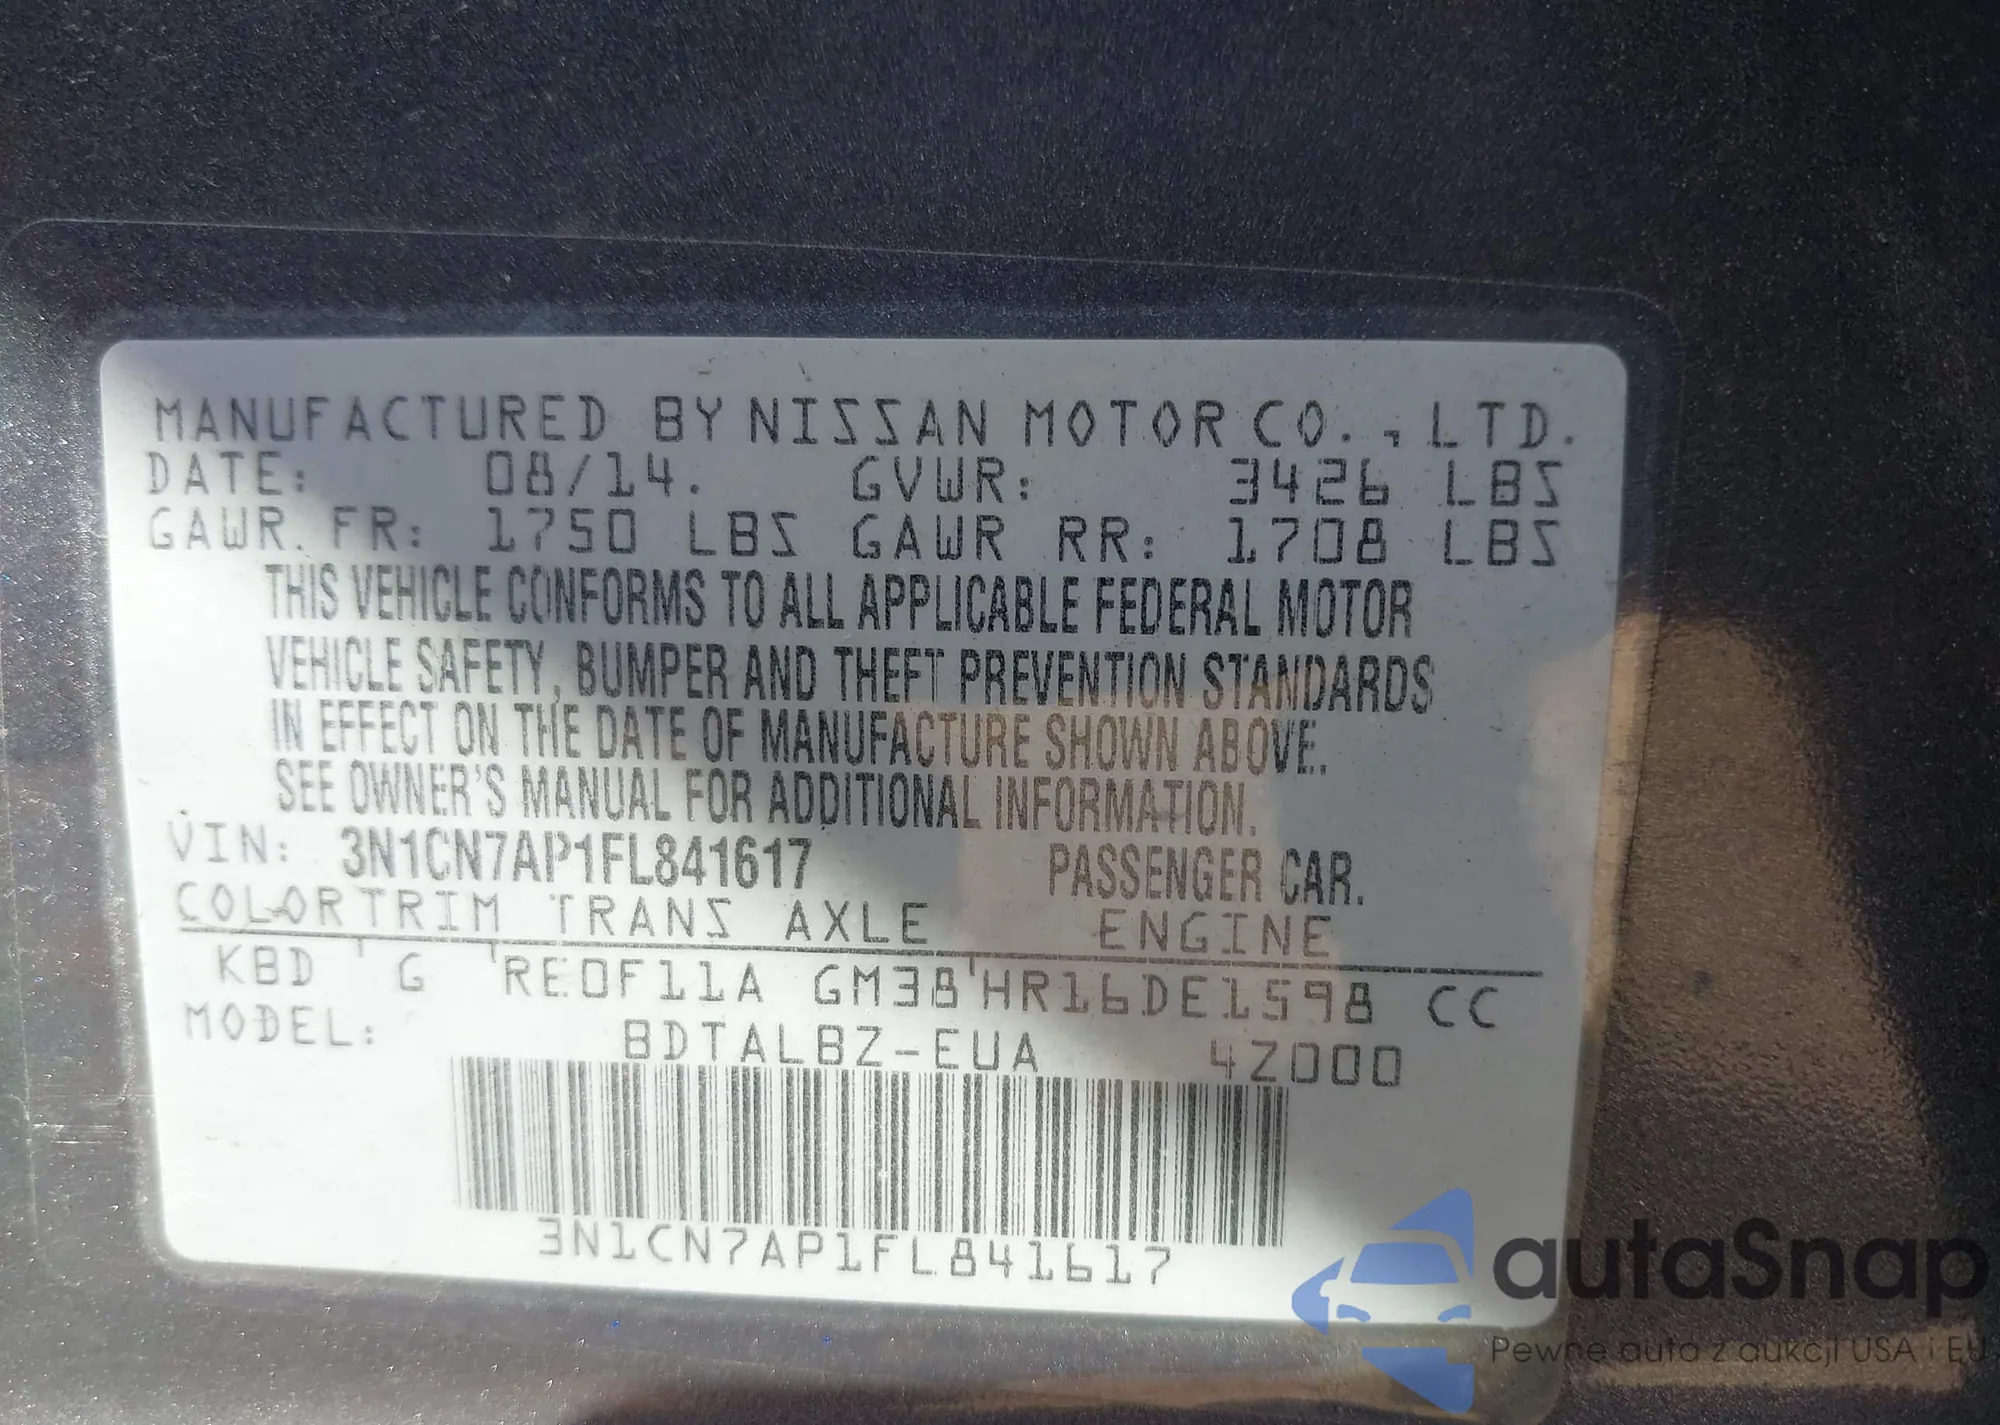 MANUFACTURED BY NISSAN MOTOR CO., LTD.
DATE: 08/14. GVWR: 3426 LBS
GAWR. FR: 1750 LBS GAWR RR: 1708 LBS
THIS VEHICLE CONFORMS TO ALL APPLICABLE FEDERAL MOTOR
VEHICLE SAFETY, BUMPER AND THEFT PREVENTION STANDARDS
IN EFFECT ON THE DATE OF MANUFACTURE SHOWN ABOVE.
SEE OWNER'S MANUAL FOR ADDITIONAL INFORMATION.
VIN: 3N1CN7AP1FL841617 PASSENGER CAR.
COLOR TRIM TRANS AXLE ENGINE
KBD G RE0F11A GM38 HR16DE1598 CC
MODEL: BDTALBZ-EUA 4Z000
3N1CN7AP1FL841617
autaSnap
Pewne auta z aukcji USA i EU